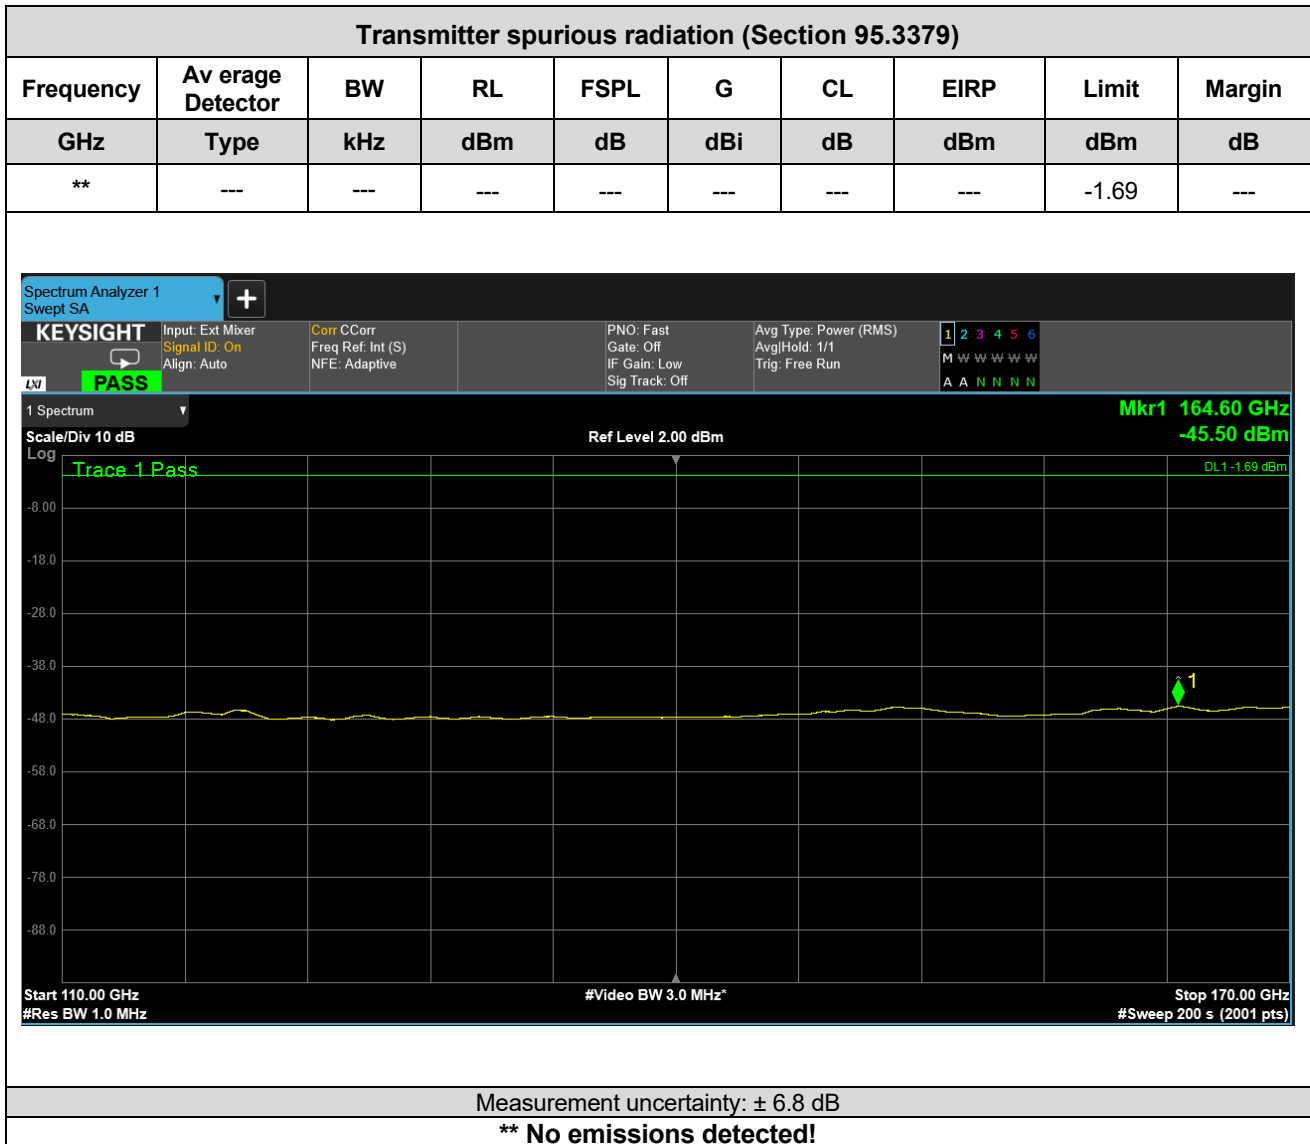 Transmitter spurious radiation (Section 95.3379)
Frequency Av erage Detector BW RL FSPL G CL EIRP Limit Margin
GHz Type kHz dBm dB dBi dB dBm dBm dB
** --- --- --- --- --- --- --- -1.69 ---
Spectrum Analyzer 1
Swept SA
+
KEYSIGHT Input: Ext Mixer Corr CCorr PNO: Fast Avg Type: Power (RMS) 1 2 3 4 5 6
Signal ID: On Freq Ref: Int (S) Gate: Off Avg|Hold: 1/1 M W W W W W
Align: Auto NFE: Adaptive IF Gain: Low Trig: Free Run
LXI PASS Sig Track: Off A A N N N N
1 Spectrum Mkr1 164.60 GHz
Scale/Div 10 dB Ref Level 2.00 dBm -45.50 dBm
Log
Trace 1 Pass DL1 -1.69 dBm
-8.00
-18.0
-28.0
-38.0
1
-48.0
-58.0
-68.0
-78.0
-88.0
Start 110.00 GHz #Video BW 3.0 MHz* Stop 170.00 GHz
#Res BW 1.0 MHz #Sweep 200 s (2001 pts)
Measurement uncertainty: ± 6.8 dB
** No emissions detected!